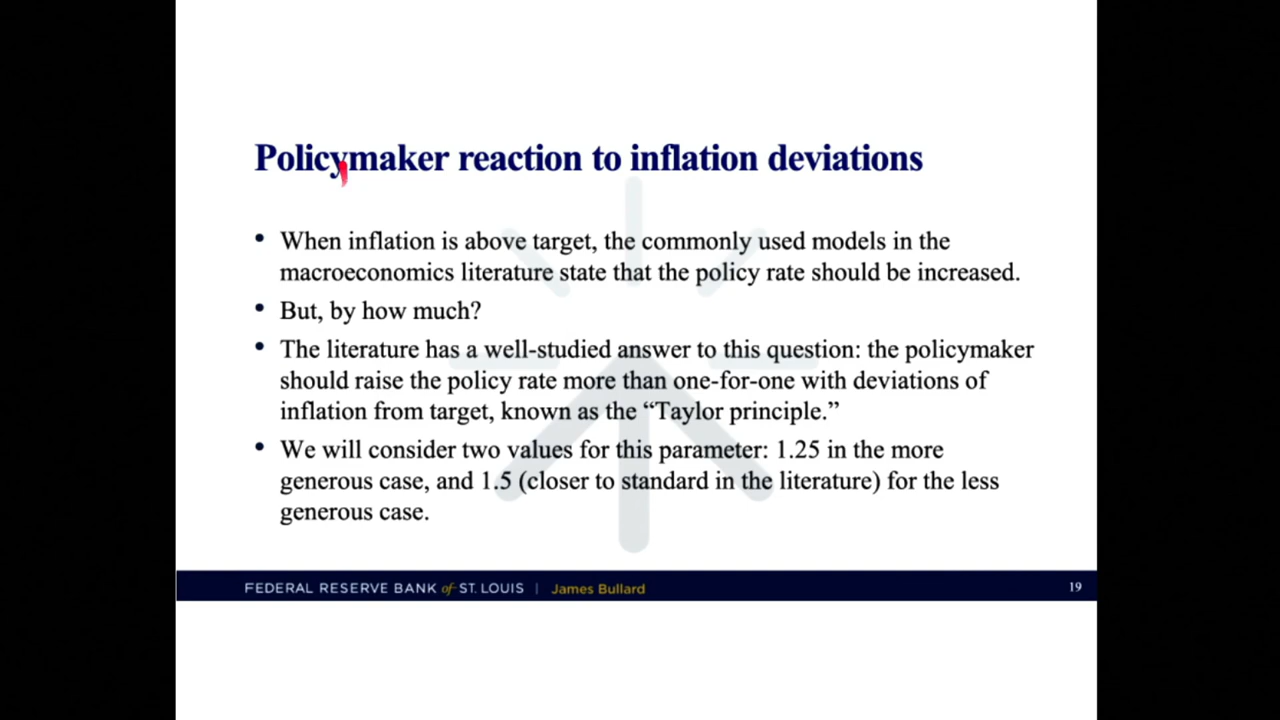 Policymaker reaction to inflation deviations
• When inflation is above target, the commonly used models in the
macroeconomics literature state that the policy rate should be increased.
• But, by how much?
• The literature has a well-studied answer to this question: the policymaker
should raise the policy rate more than one-for-one with deviations of
inflation from target, known as the “Taylor principle.”
• We will consider two values for this parameter: 1.25 in the more
generous case, and 1.5 (closer to standard in the literature) for the less
generous case.
FEDERAL RESERVE BANK of ST. LOUIS | James Bullard 19